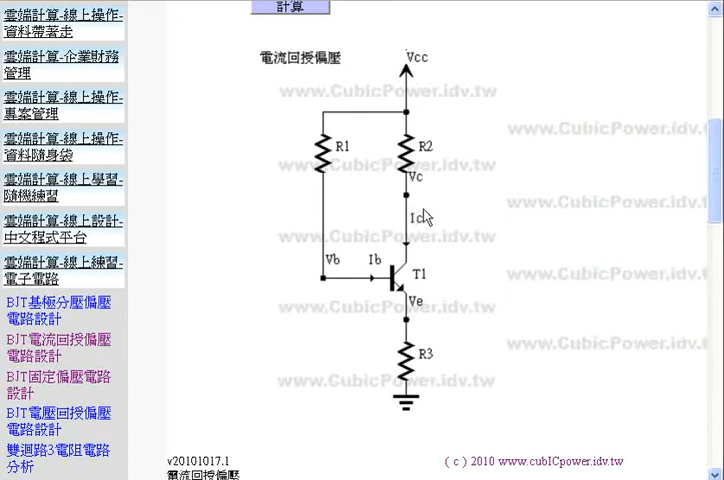 雲端計算-線上操作-
資料帶著走
雲端計算-企業財務
管理
雲端計算-線上操作-
專案管理
雲端計算-線上操作-
資料隨身袋
雲端計算-線上學習-
隨機練習
雲端計算-線上設計-
中文程式平台
雲端計算-線上練習-
電子電路
BJT基極分壓偏壓
電路設計
BJT電流回授偏壓
電路設計
BJT固定偏壓電路
設計
BJT電壓回授偏壓
電路設計
雙迴路3電阻電路
分析
計算
電流回授偏壓
Vcc
www.CubicPower.idv.tw
www.CubicPower.idv.t
R1
R2
www.CubicPower.idv.tw
Vc
www.CubicPower.idv.t
Ic
www.CubicPower.idv.tw
Vb
Ib
T1
www.CubicPower.idv.t
Ve
www.CubicPower.idv.tw
www.CubicPower.idv.t
R3
www.CubicPower.idv.tw
v20101017.1
( c ) 2010 www.cubICpower.idv.tw
電流回授偏壓